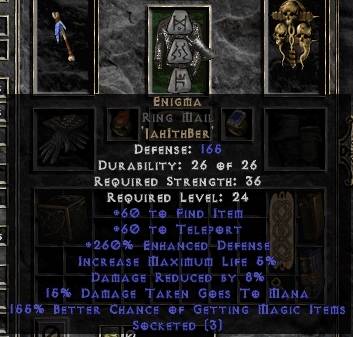 Enigma
Ring Mail
'JahIthBer'
Defense: 166
Durability: 26 of 26
Required Strength: 36
Required Level: 24
+60 to Find Item
+60 to Teleport
+260% Enhanced Defense
Increase Maximum Life 5%
Damage Reduced by 8%
15% Damage Taken Goes To Mana
155% Better Chance of Getting Magic Items
Socketed (3)